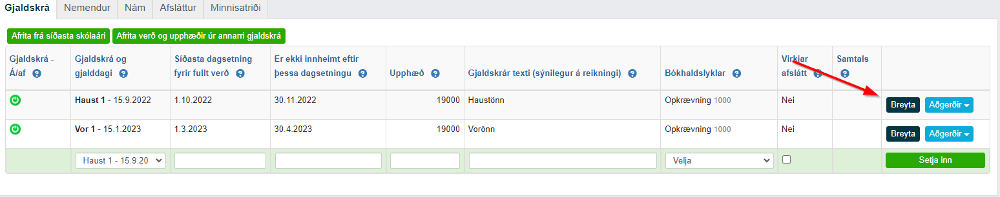 Gjaldskrá Nemendur Nám Afsláttur Minnisatriði
Afrita frá síðasta skólaári Afrita verð og upphæðir úr annarri gjaldskrá
Gjaldskrá - Á/af ? Gjaldskrá og gjalddagi ? Síðasta dagsetning fyrir fullt verð ? Er ekki innheimt eftir þessa dagsetningu ? Upphæð ? Gjaldskrár texti (sýnilegur á reikningi) ? Bókhaldslyklar ? Virkjar afslátt ? Samtals ?
Haust 1 - 15.9.2022 1.10.2022 30.11.2022 19000 Haustönn Opkrævning 1000 Nei Breyta Aðgerðir
Vor 1 - 15.1.2023 1.3.2023 30.4.2023 19000 Vorönn Opkrævning 1000 Nei Breyta Aðgerðir
Haust 1 - 15.9.20 Velja Setja inn